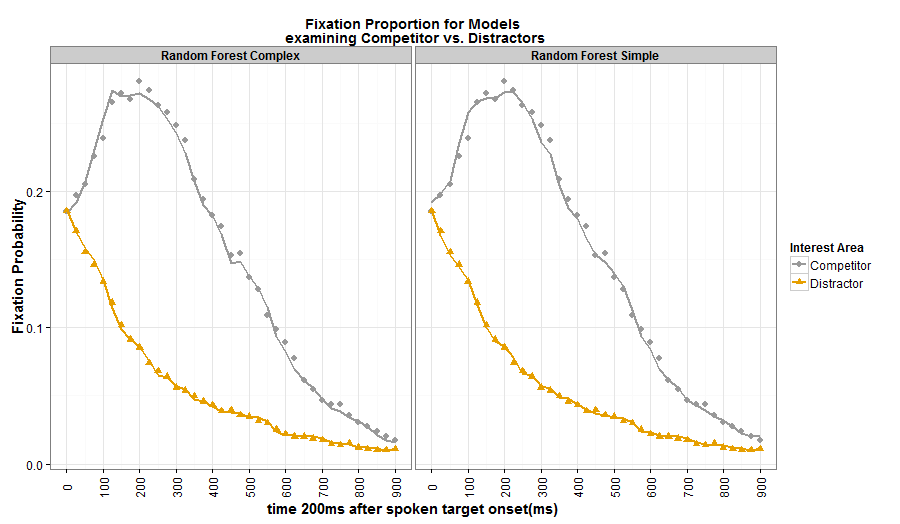 Fixation Proportion for Models
examining Competitor vs. Distractors
Random Forest Complex
Random Forest Simple
Fixation Probability
0.2
0.1
0.0
0 100 200 300 400 500 600 700 800 900
0 100 200 300 400 500 600 700 800 900
time 200ms after spoken target onset(ms)
Interest Area
Competitor
Distractor